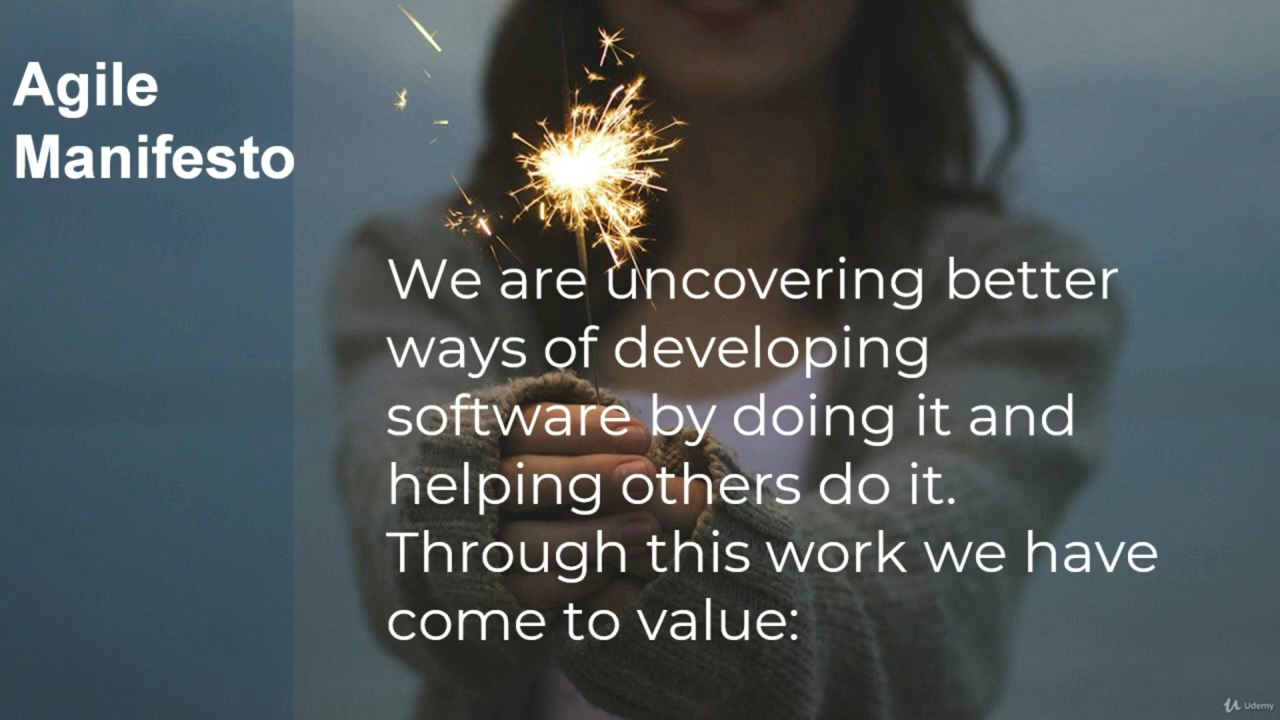 Agile
Manifesto
We are uncovering better
ways of developing
software by doing it and
helping others do it.
Through this work we have
come to value:
Udemy